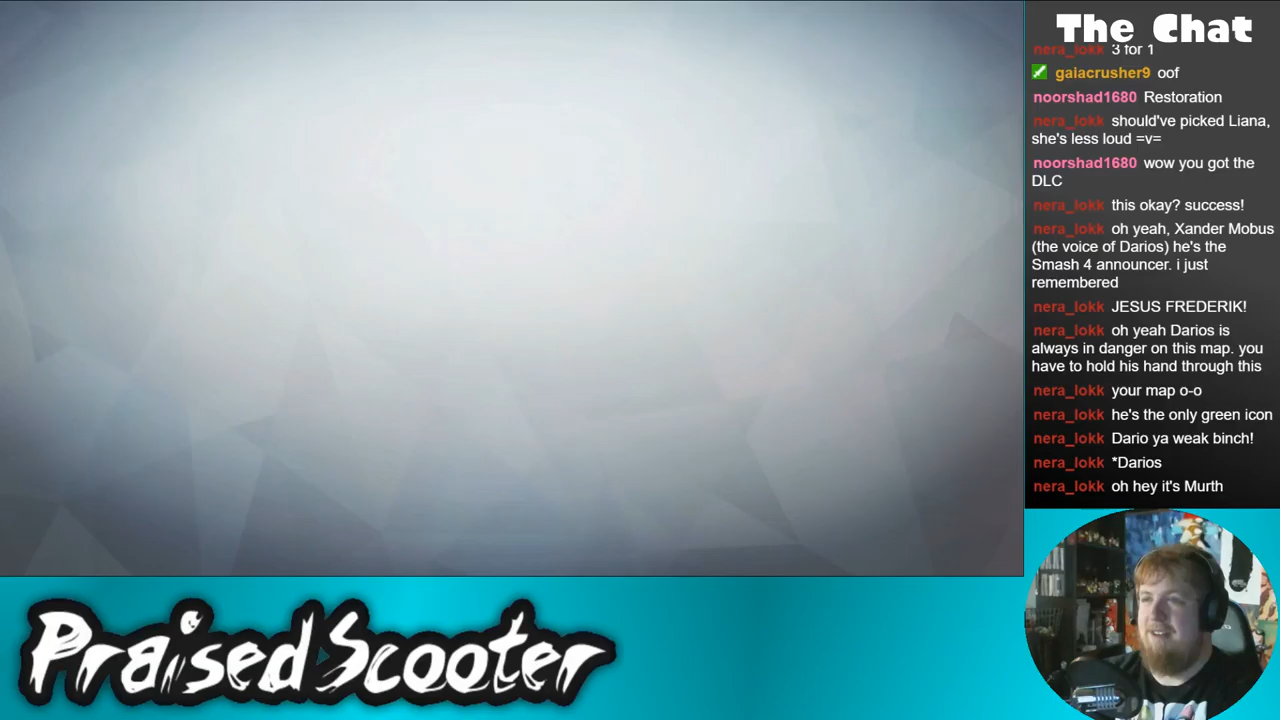 The Chat
nera_lokk 3 for 1
gaiacrusher9 oof
noorshad1680 Restoration
nera_lokk should've picked Liana,
she's less loud =v=
noorshad1680 wow you got the
DLC
nera_lokk this okay? success!
nera_lokk oh yeah, Xander Mobus
(the voice of Darios) he's the
Smash 4 announcer. i just
remembered
nera_lokk JESUS FREDERIK!
nera_lokk oh yeah Darios is
always in danger on this map. you
have to hold his hand through this
nera_lokk your map o-o
nera_lokk he's the only green icon
nera_lokk Dario ya weak binch!
nera_lokk *Darios
nera_lokk oh hey it's Murth
PraisedScooter